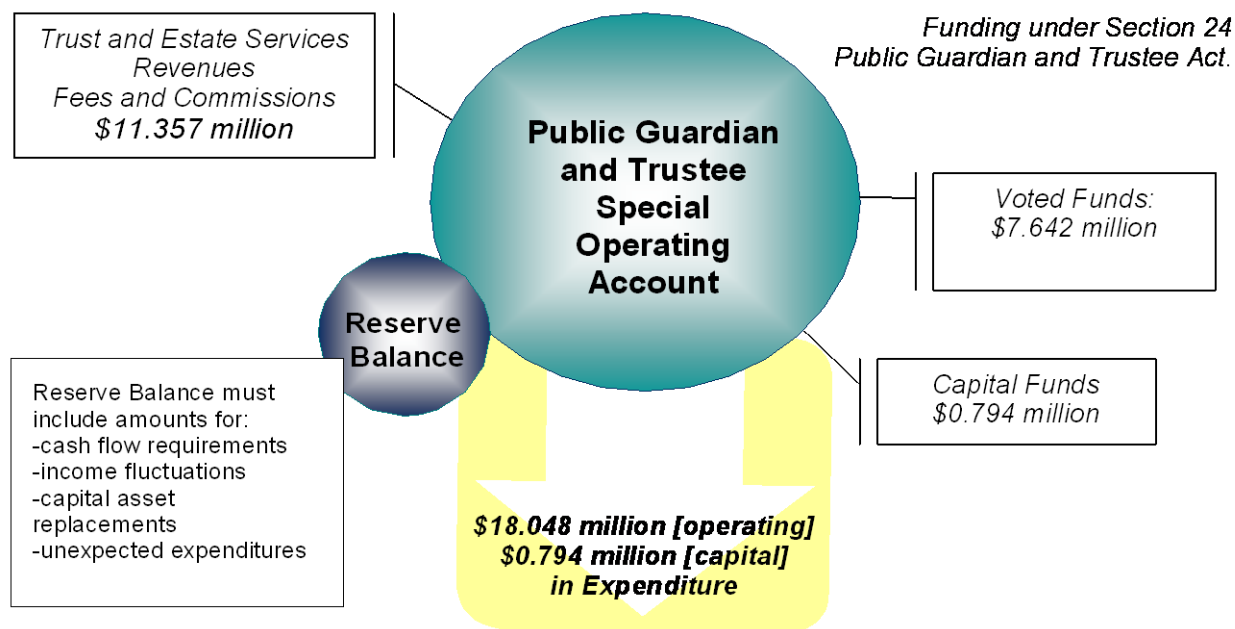 Trust and Estate Services
Revenues
Fees and Commissions
$11.357 million
Funding under Section 24
Public Guardian and Trustee Act.
Public Guardian
and Trustee
Special
Operating
Account
Voted Funds:
$7.642 million
Reserve
Balance
Capital Funds
$0.794 million
Reserve Balance must
include amounts for:
-cash flow requirements
-income fluctuations
-capital asset
replacements
-unexpected expenditures
$18.048 million [operating]
$0.794 million [capital]
in Expenditure